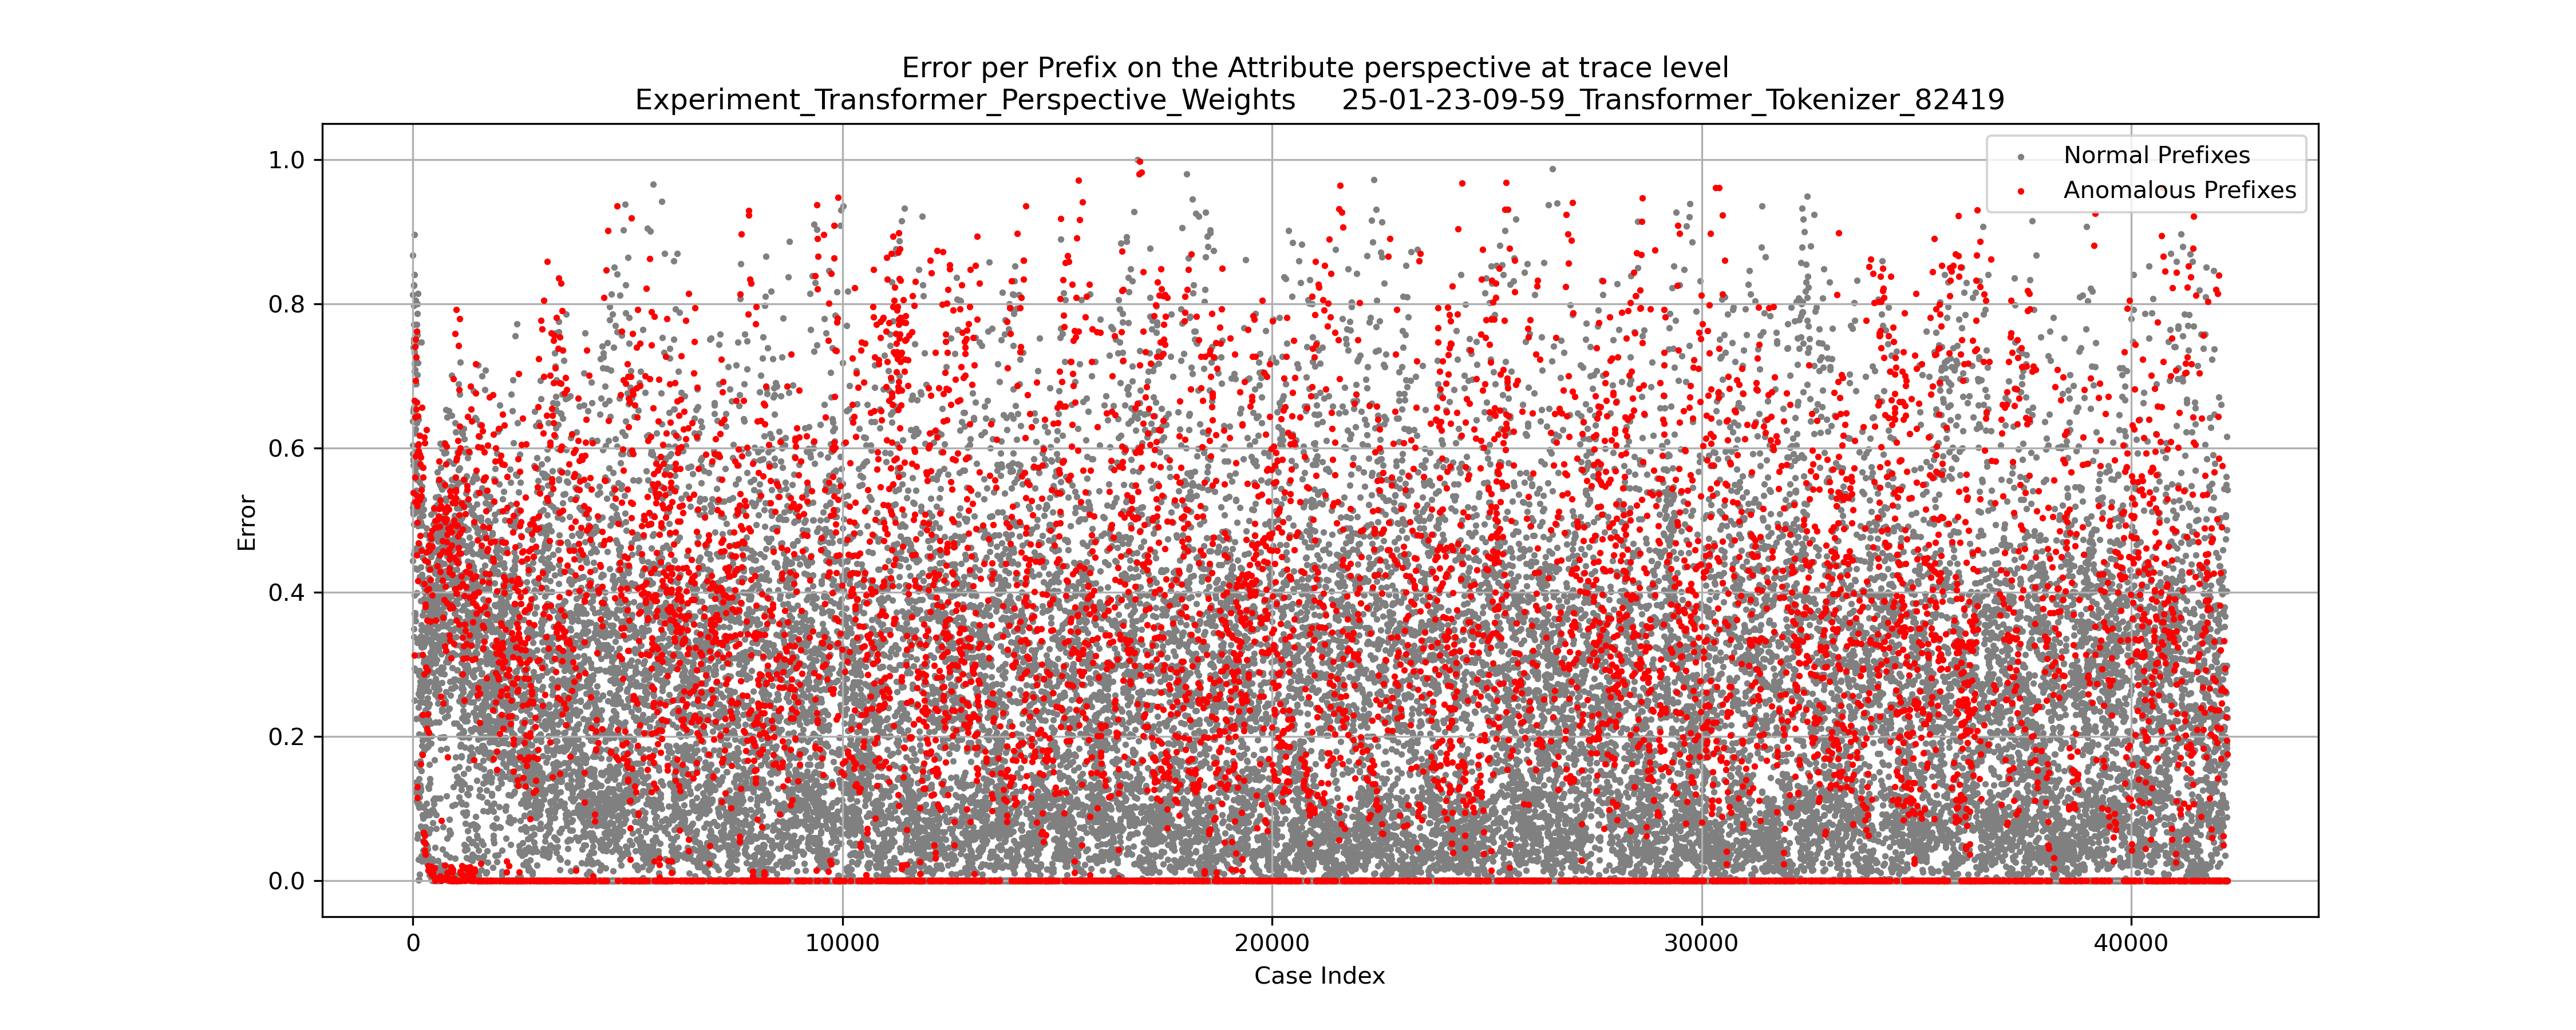 Error per Prefix on the Attribute perspective at trace level
Experiment_Transformer_Perspective_Weights 25-01-23-09-59_Transformer_Tokenizer_82419
Normal Prefixes
Anomalous Prefixes
1.0
0.8
0.6
0.4
0.2
0.0
Error
0 10000 20000 30000 40000
Case Index